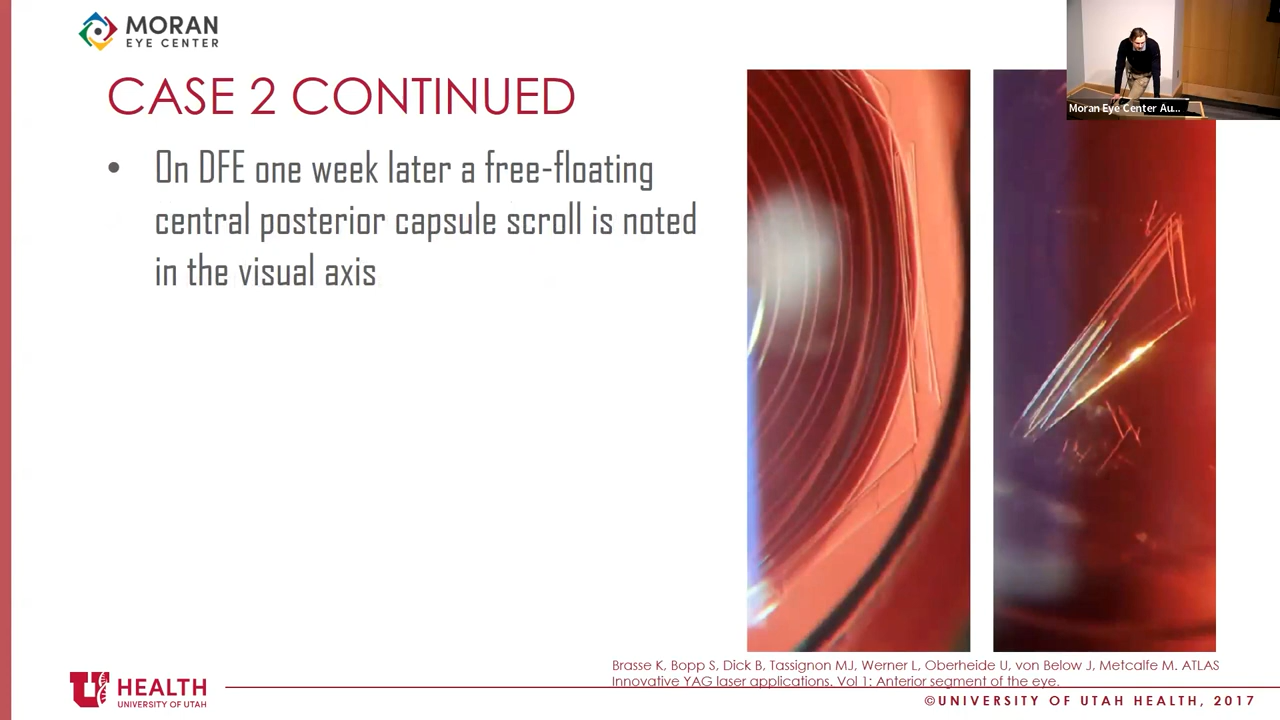 MORAN
EYE CENTER
Moran Eye Center Au...
CASE 2 CONTINUED
• On DFE one week later a free-floating
central posterior capsule scroll is noted
in the visual axis
Brasse K, Bopp S, Dick B, Tassignon MJ, Werner L, Oberheide U, von Below J, Metcalfe M. ATLAS
Innovative YAG laser applications. Vol 1: Anterior segment of the eye.
U HEALTH
UNIVERSITY OF UTAH
©UNIVERSITY OF UTAH HEALTH, 2017